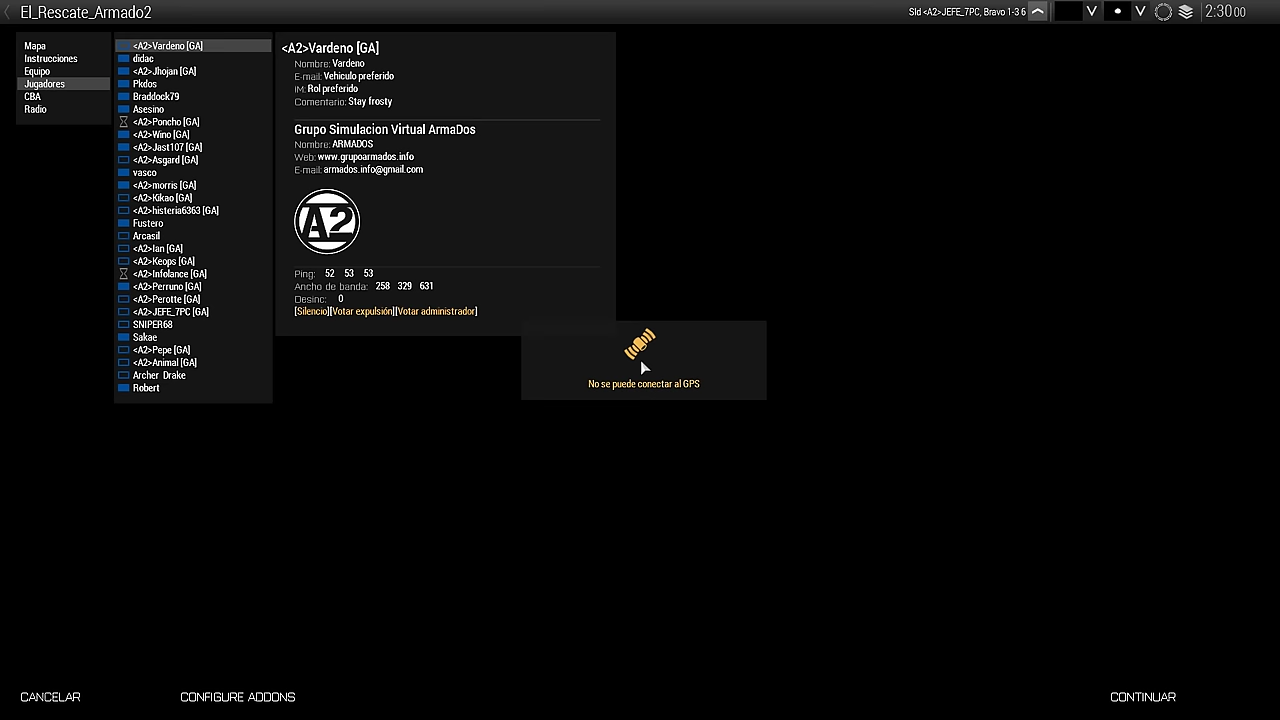 El_Rescate_Armado2
Sld <A2>JEFE_7PC, Bravo 1-3 6
2:30:00
Mapa
Instrucciones
Equipo
Jugadores
CBA
Radio
<A2>Vardeno [GA]
didac
<A2>Jhojan [GA]
Pkdos
Braddock79
Asesino
<A2>Poncho [GA]
<A2>Wino [GA]
<A2>Jast107 [GA]
<A2>Asgard [GA]
vasco
<A2>morris [GA]
<A2>Kikao [GA]
<A2>histeria6363 [GA]
Fustero
Arcasil
<A2>Ian [GA]
<A2>Keops [GA]
<A2>Infolance [GA]
<A2>Perruno [GA]
<A2>Perotte [GA]
<A2>JEFE_7PC [GA]
SNIPER68
Sakae
<A2>Pepe [GA]
<A2>Animal [GA]
Archer Drake
Robert
<A2>Vardeno [GA]
Nombre: Vardeno
E-mail: Vehiculo preferido
IM: Rol preferido
Comentario: Stay frosty
Grupo Simulacion Virtual ArmaDos
Nombre: ARMADOS
Web: www.grupoarmados.info
E-mail: armados.info@gmail.com
A2
Ping: 52 53 53
Ancho de banda: 258 329 631
Desinc: 0
[Silencio][Votar expulsión][Votar administrador]
No se puede conectar al GPS
CANCELAR
CONFIGURE ADDONS
CONTINUAR